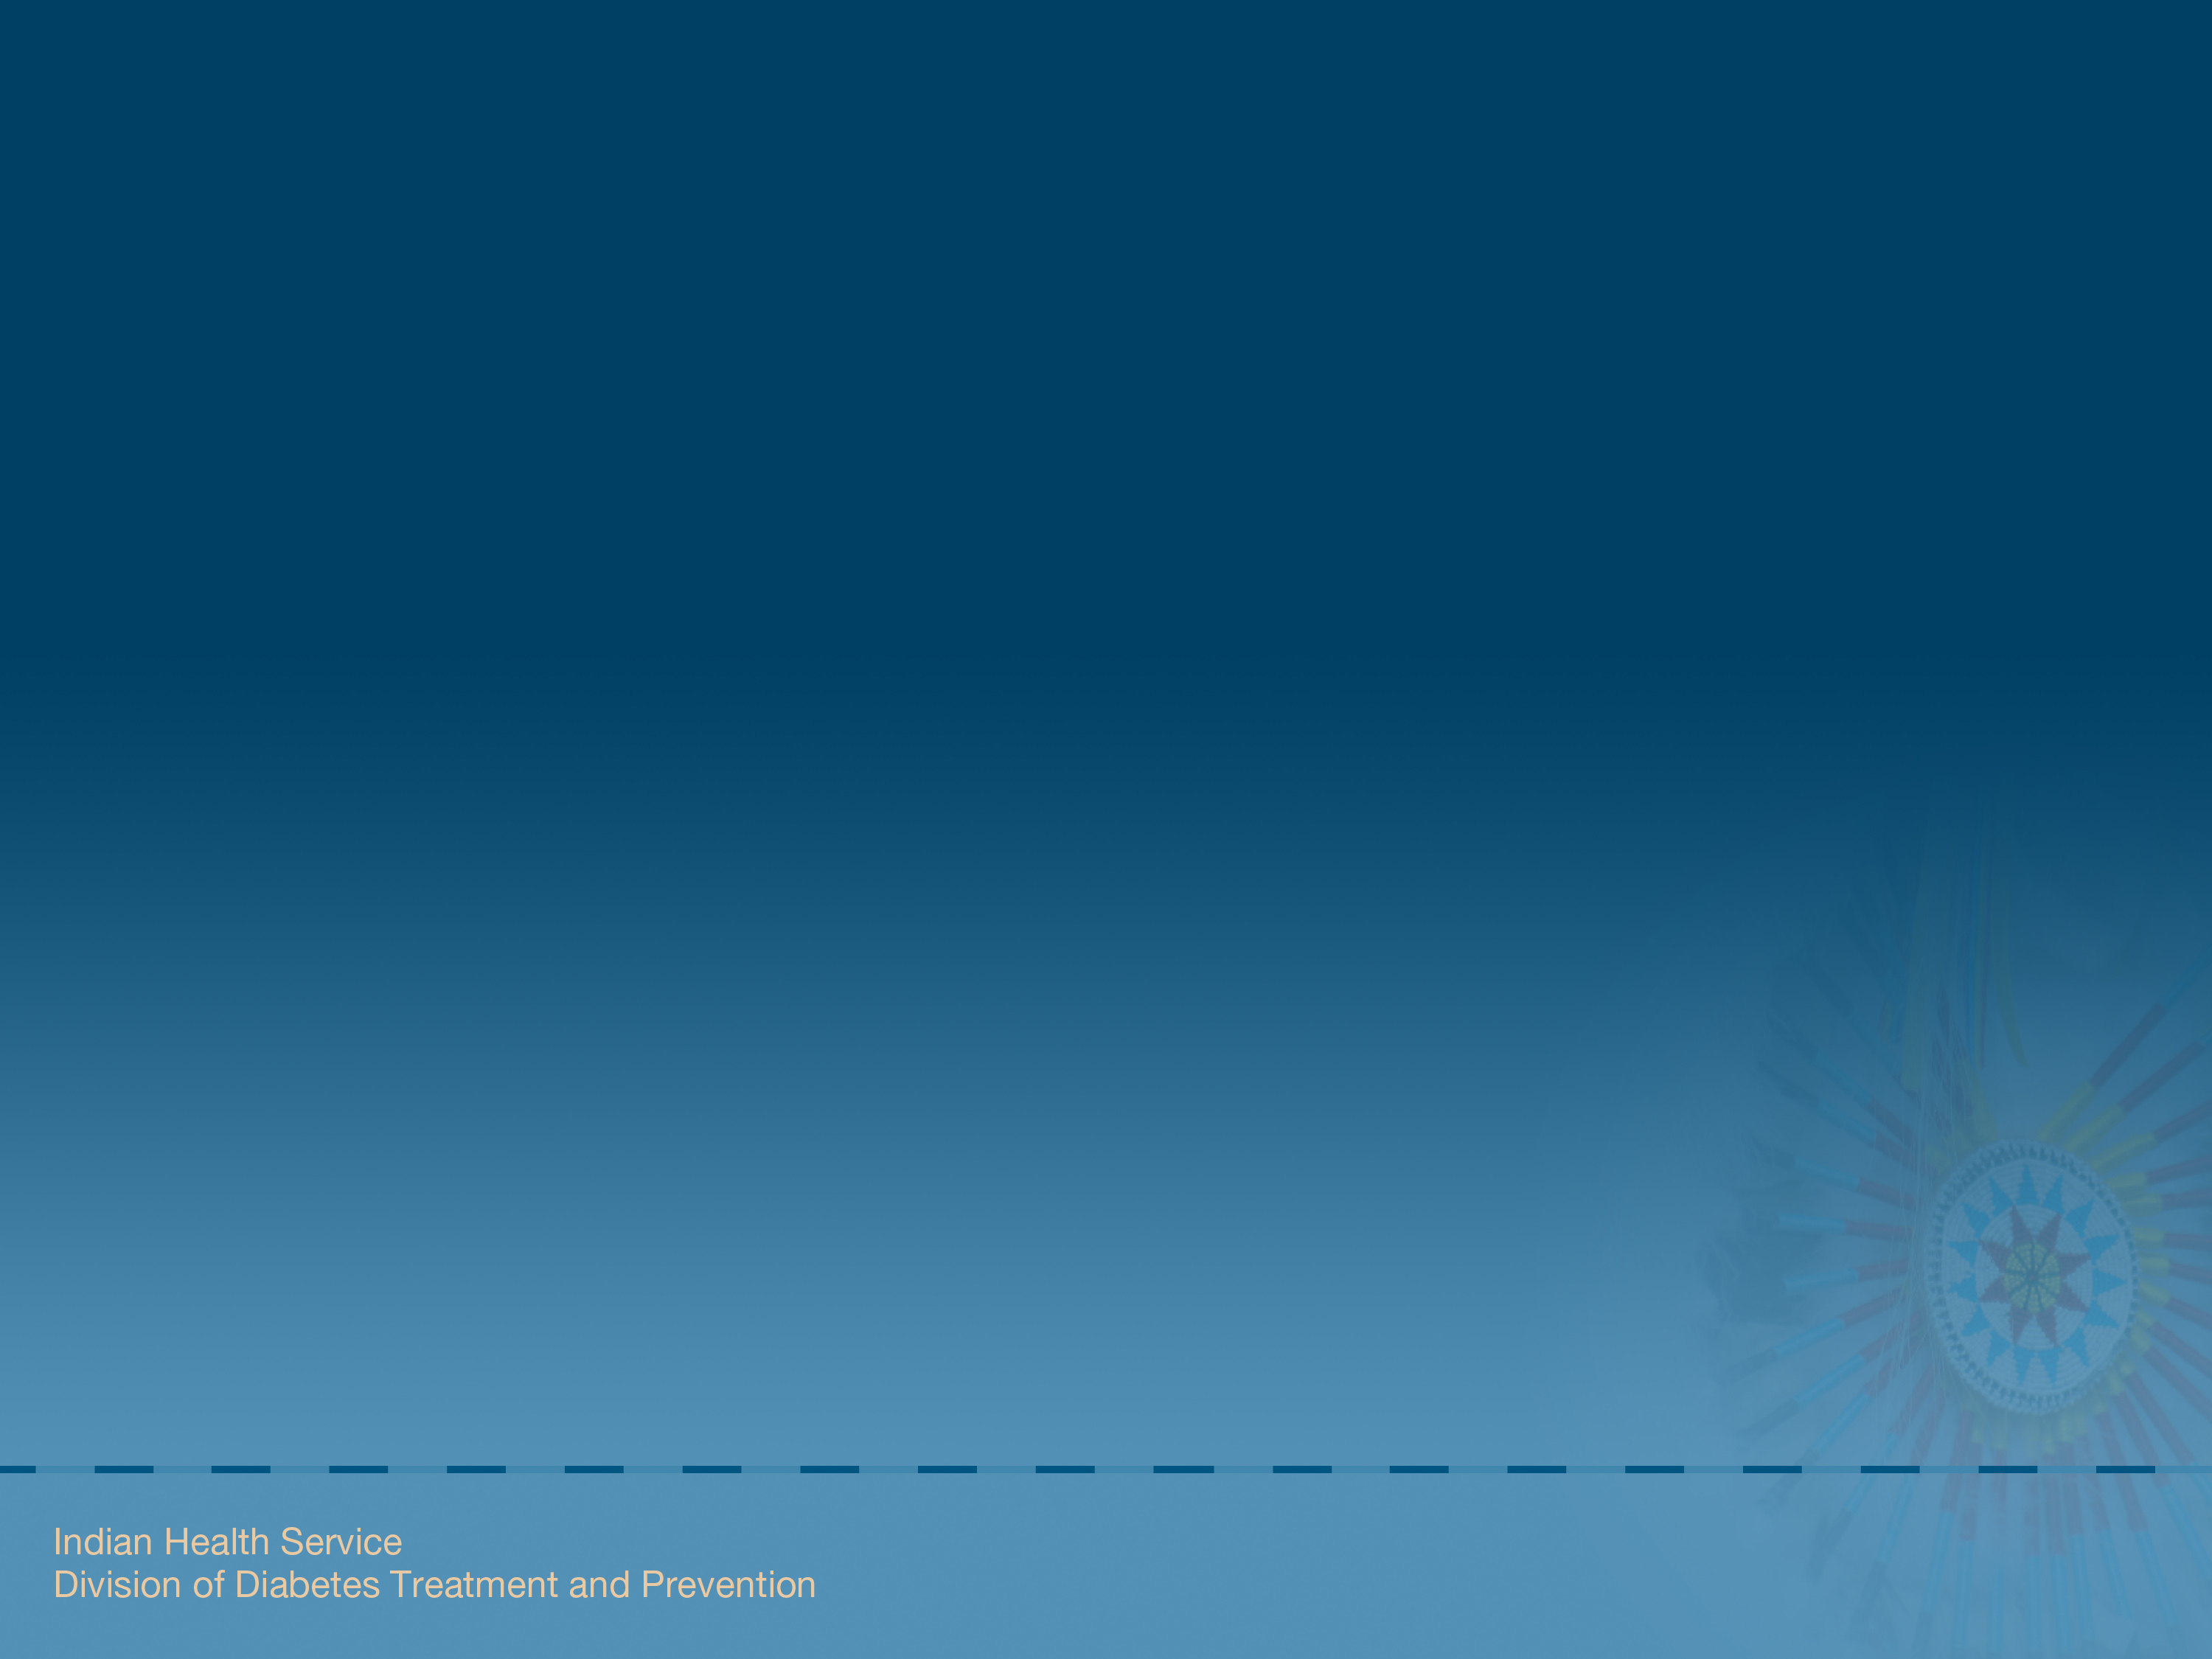 Indian Health Service
Division of Diabetes Treatment and Prevention